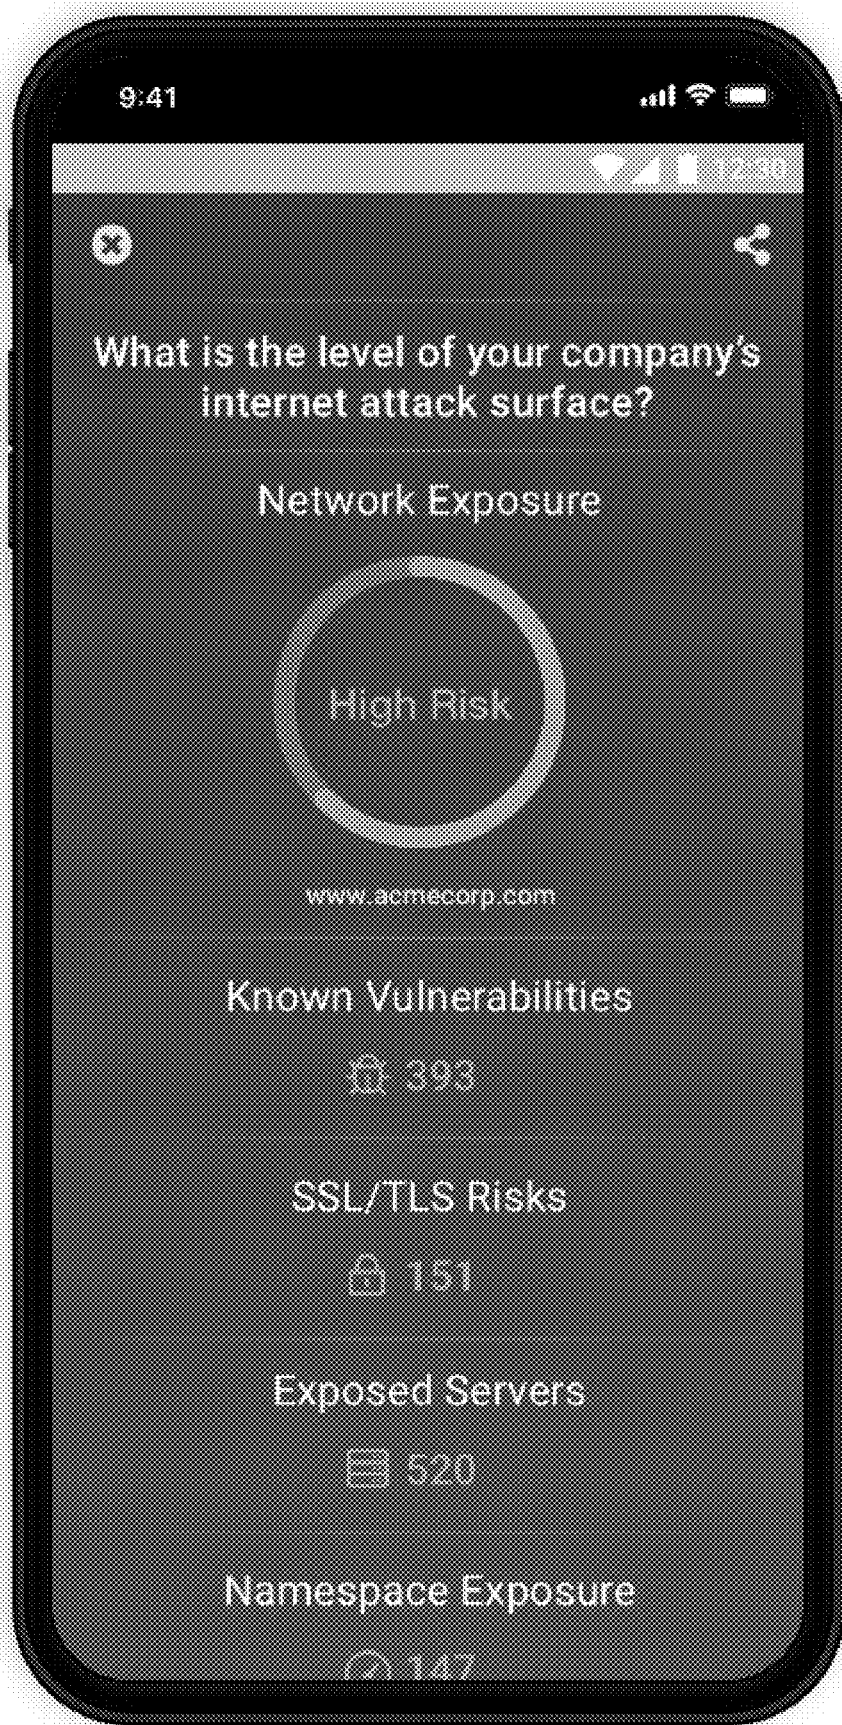 9:41
12:30
What is the level of your company's
internet attack surface?
Network Exposure
High Risk
www.acmecorp.com
Known Vulnerabilities
393
SSL/TLS Risks
151
Exposed Servers
520
Namespace Exposure
147